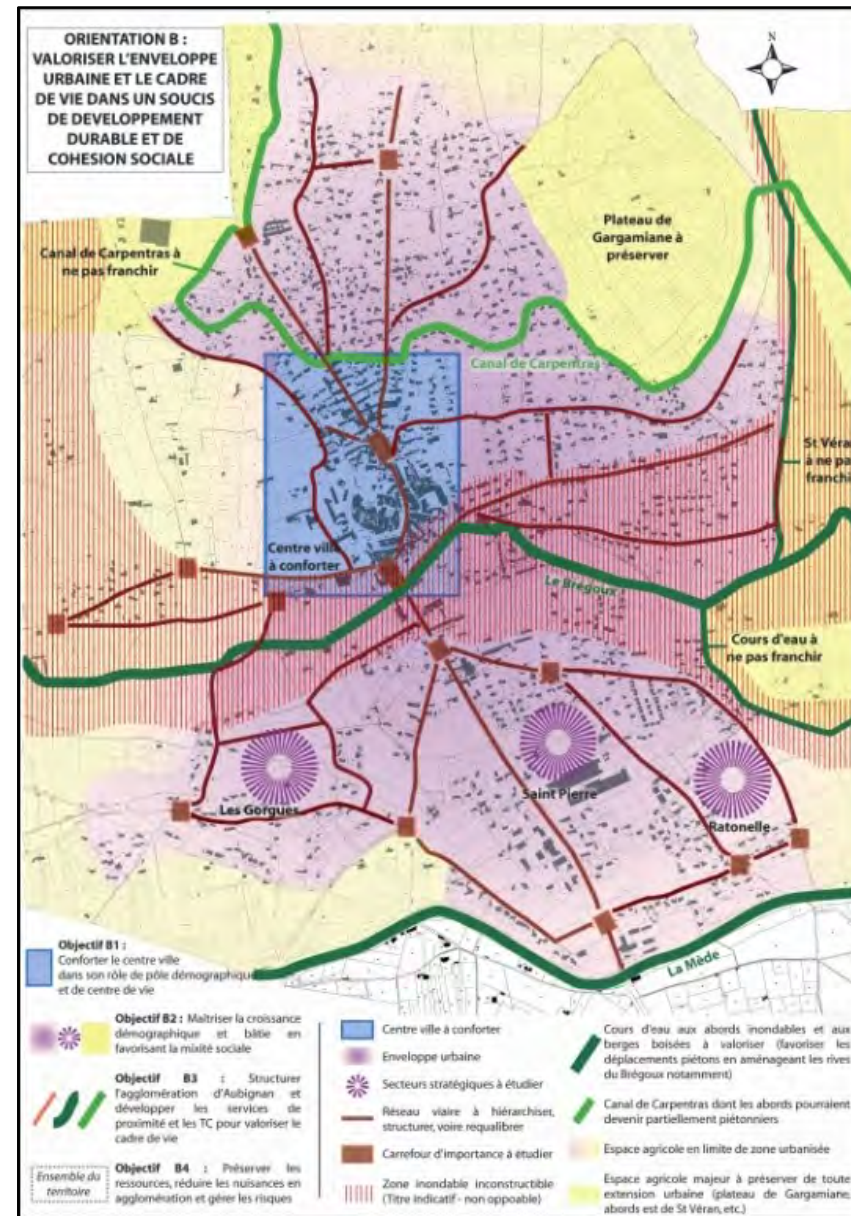 ORIENTATION B :
VALORISER L'ENVELOPPE
URBAINE ET LE CADRE
DE VIE DANS UN SOUCIS
DE DEVELOPPEMENT
DURABLE ET DE
COHESION SOCIALE
N
Plateau de
Gargamiane à
préserver
Canal de Carpentras à
ne pas franchir
Canal de Carpentras
St Véran
à ne pas
franchir
Centre ville
à conforter
Le Brégoux
Cours d'eau à
ne pas franchir
Les Gorgues
Saint Pierre
Ratonelle
La Mède
Objectif B1 :
Conforter le centre ville
dans son rôle de pôle démographique
et de centre de vie
Objectif B2 : Maîtriser la croissance
démographique et bâtie en
favorisant la mixité sociale
Objectif B3 : Structurer
l'agglomération d'Aubignan et
développer les services de
proximité et les TC pour valoriser le
cadre de vie
Ensemble du
territoire
Objectif B4 : Préserver les
ressources, réduire les nuisances en
agglomération et gérer les risques
Centre ville à conforter
Enveloppe urbaine
Secteurs stratégiques à étudier
Réseau viaire à hiérarchiser,
structurer, voire requalibrer
Carrefour d'importance à étudier
Zone inondable inconstructible
(Titre indicatif - non oppoable)
Cours d'eau aux abords inondables et aux
berges boisées à valoriser (favoriser les
déplacements piétons en aménageant les rives
du Brégoux notamment)
Canal de Carpentras dont les abords pourraient
devenir partiellement piétonniers
Espace agricole en limite de zone urbanisée
Espace agricole majeur à préserver de toute
extension urbaine (plateau de Gargamiane,
abords est de St Véran, etc.)